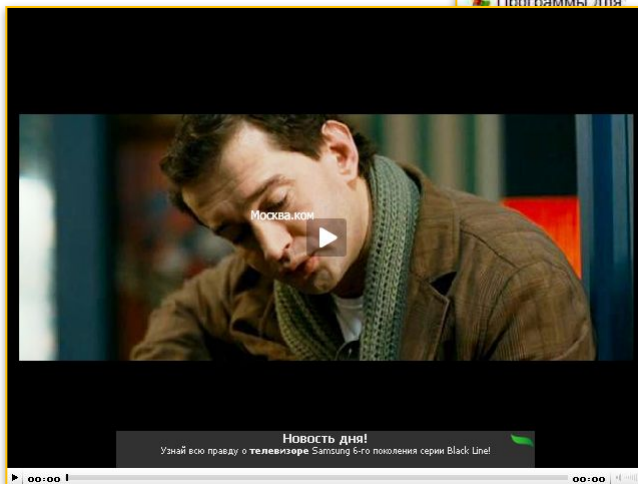 Программы для
Москва.ком
Новость дня!
Узнай всю правду о телевизоре Samsung 6-го поколения серии Black Line!
00:00
00:00